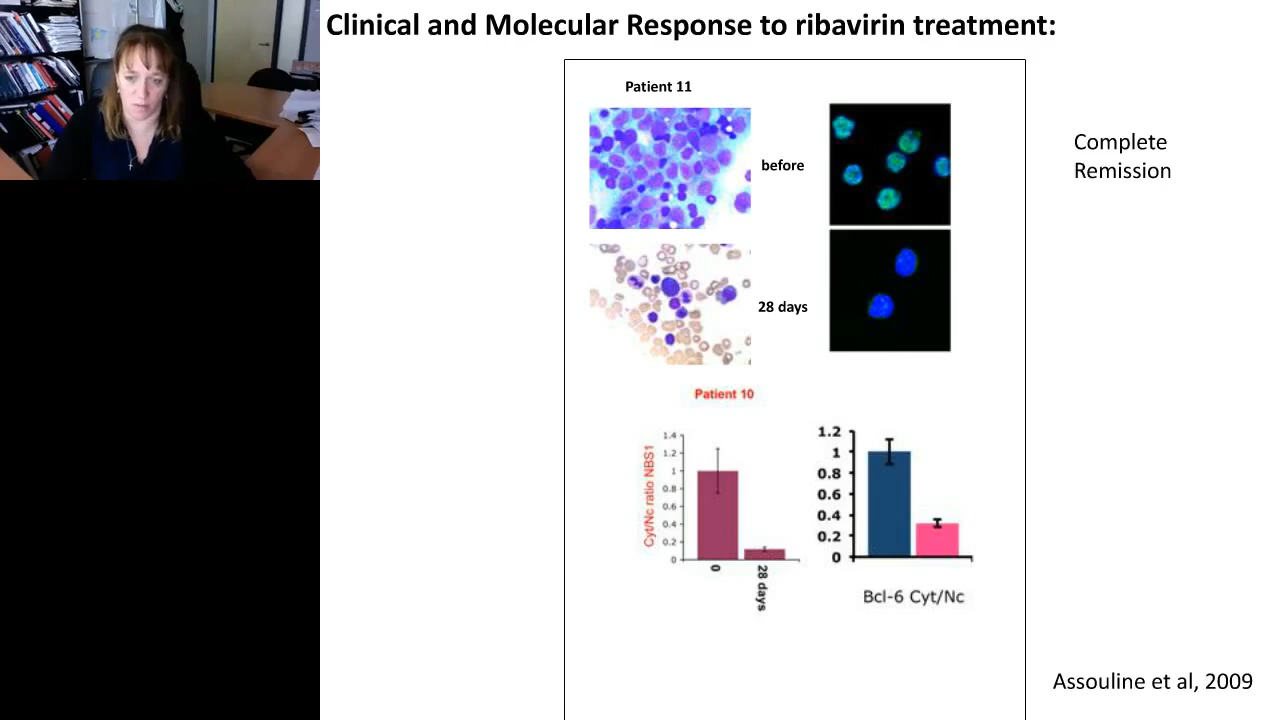 Clinical and Molecular Response to ribavirin treatment:
Patient 11
before
28 days
Complete
Remission
Patient 10
Cyt/Nc ratio NBS1
1.4
1.2
1
0.8
0.6
0.4
0.2
0
0
28 days
1.2
1
0.8
0.6
0.4
0.2
0
Bcl-6 Cyt/Nc
Assouline et al, 2009